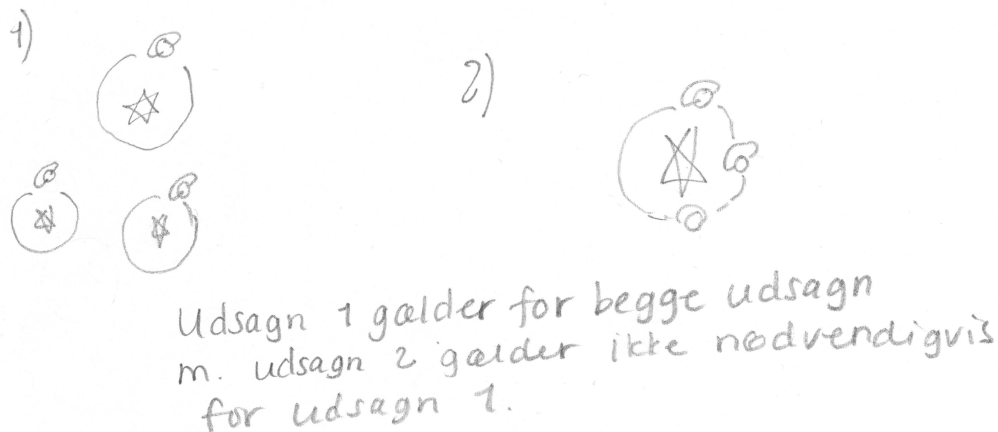 1)
2)
Udsagn 1 gælder for begge udsagn
m. udsagn 2 gælder ikke nødvendigvis
for udsagn 1.